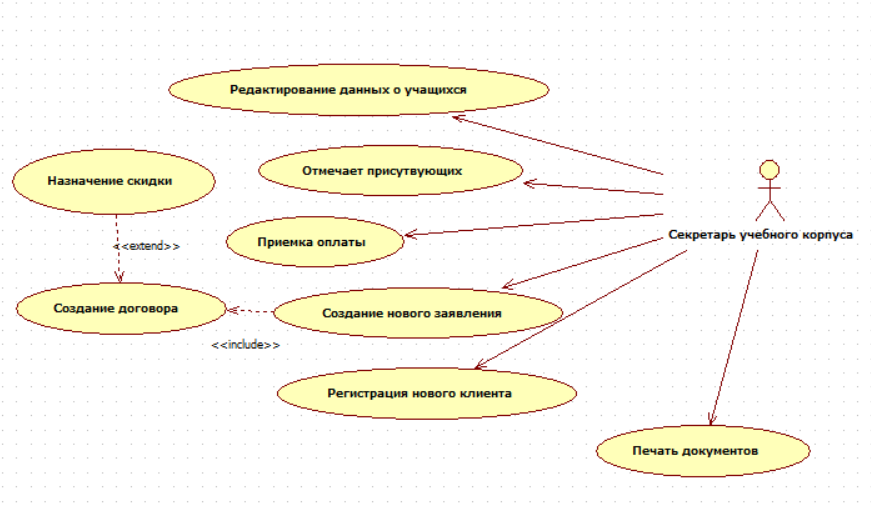 Редактирование данных о учащихся
Отмечает присутвующих
Назначение скидки
Секретарь учебного корпуса
Приемка оплаты
<<extend>>
Создание договора
Создание нового заявления
<<include>>
Регистрация нового клиента
Печать документов